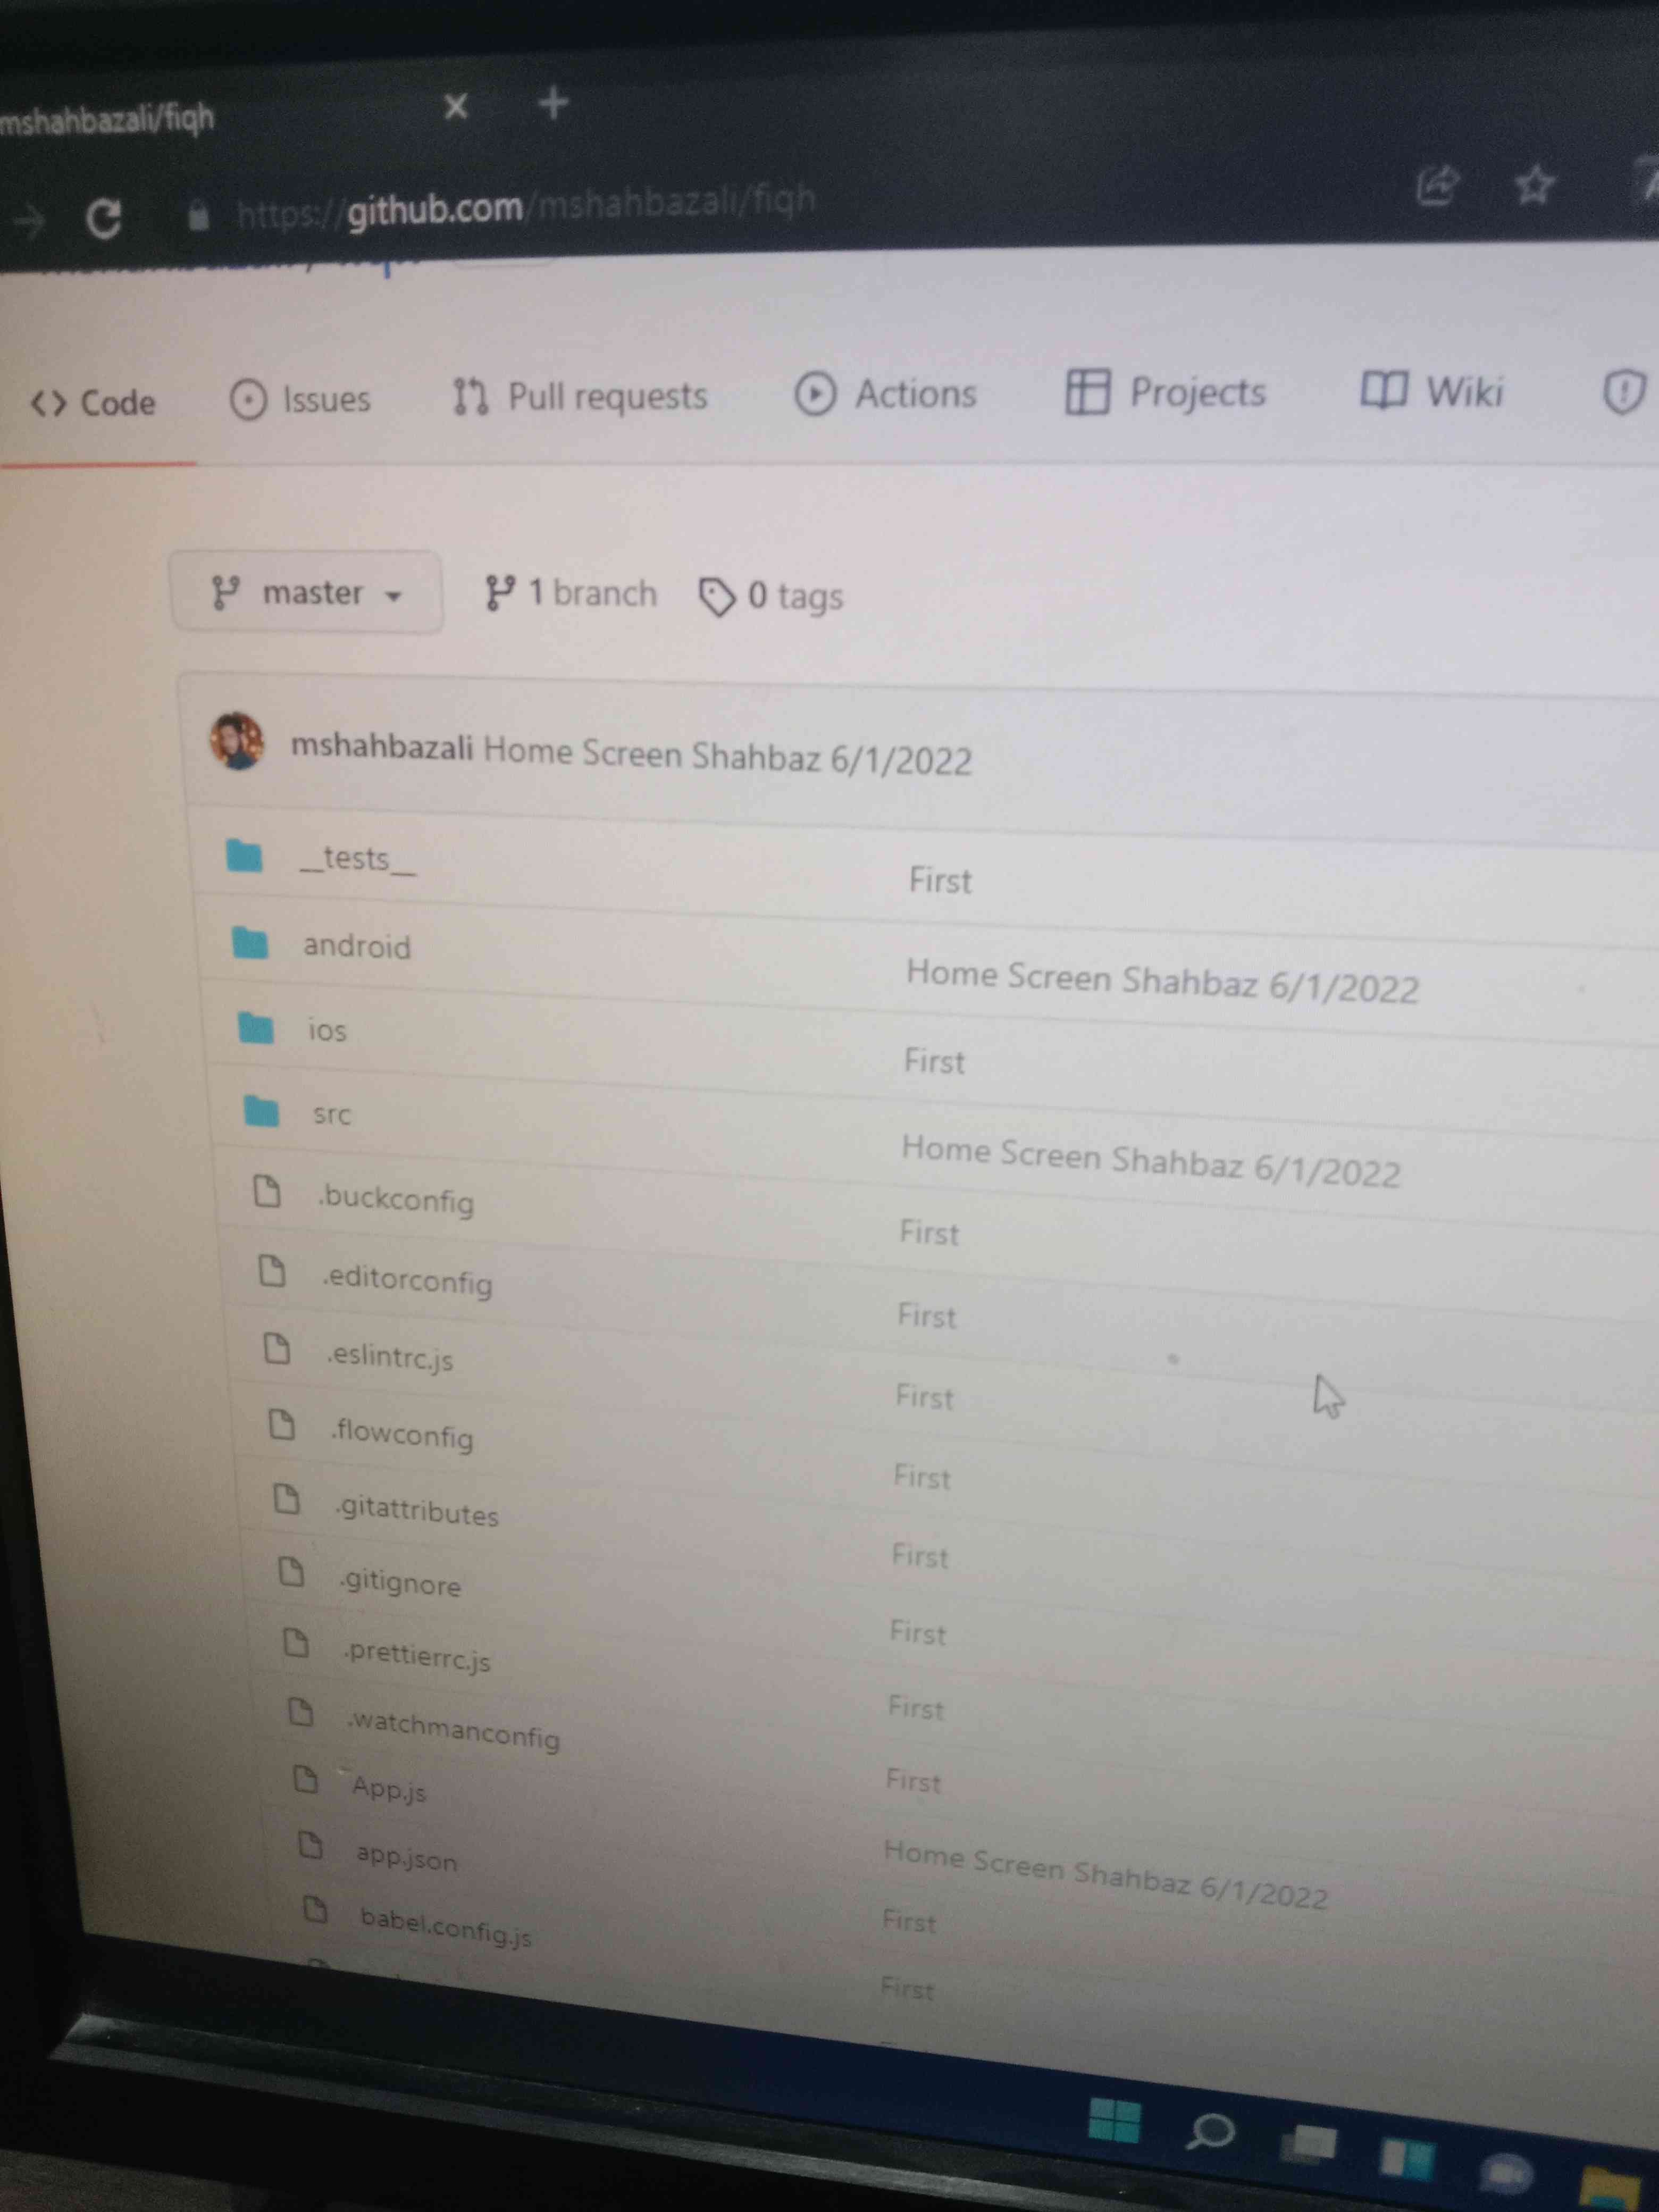 mshahbazali/fiqh
https://github.com/mshahbazali/fiqh
Code Issues Pull requests Actions Projects Wiki
master 1 branch 0 tags
mshahbazali Home Screen Shahbaz 6/1/2022
__tests__ First
android Home Screen Shahbaz 6/1/2022
ios First
src Home Screen Shahbaz 6/1/2022
.buckconfig First
.editorconfig First
.eslintrc.js First
.flowconfig First
.gitattributes First
.gitignore First
.prettierrc.js First
.watchmanconfig First
App.js Home Screen Shahbaz 6/1/2022
app.json First
babel.config.js First